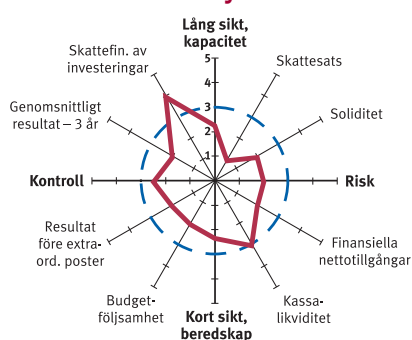 Lång sikt,
kapacitet
Skattefin. av
investeringar
Skattesats
Genomsnittligt
resultat – 3 år
Soliditet
5
4
3
2
1
Kontroll
Risk
Resultat
före extra-
ord. poster
Finansiella
nettotillgångar
Budget-
följsamhet
Kassa-
likviditet
Kort sikt,
beredskap